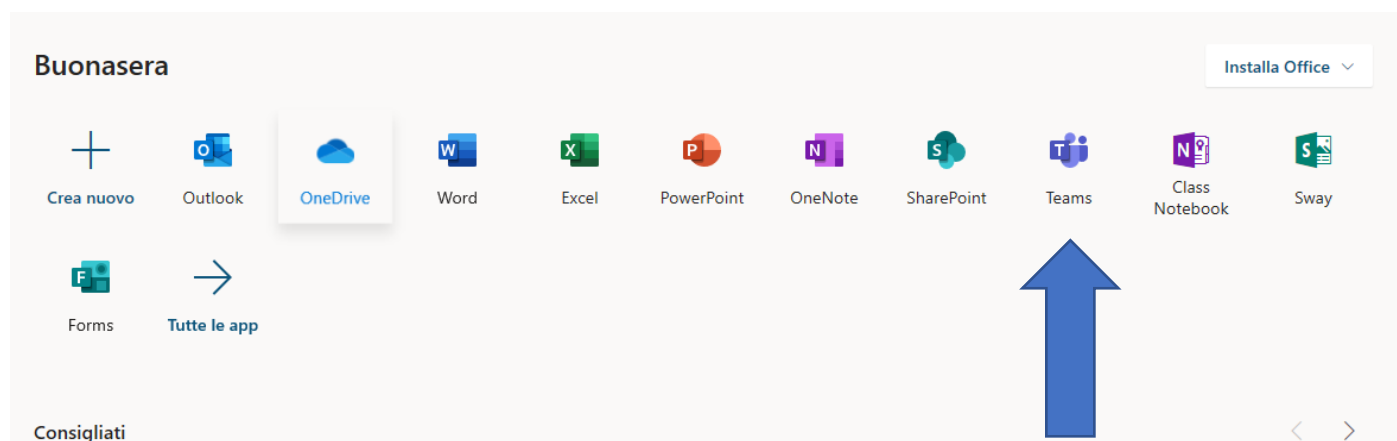 Buonasera
Installa Office
Crea nuovo
Outlook
OneDrive
Word
Excel
PowerPoint
OneNote
SharePoint
Teams
Class
Notebook
Sway
Forms
Tutte le app
Consigliati